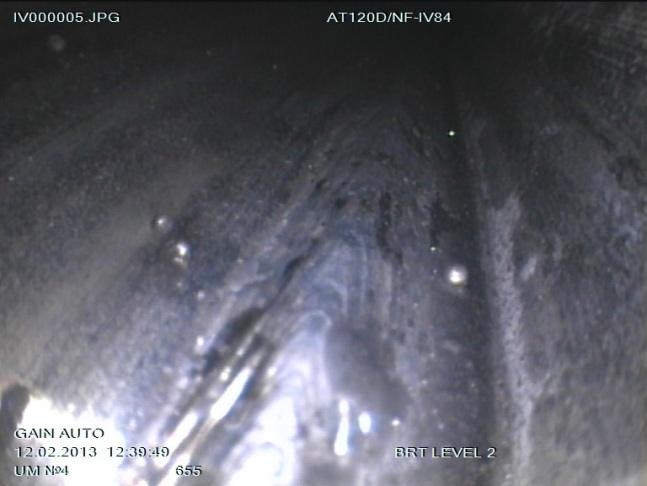 IV000005.JPG
AT120D/NF-IV84
GAIN AUTO
12.02.2013 12:39:49
BRT LEVEL 2
UM №4 655